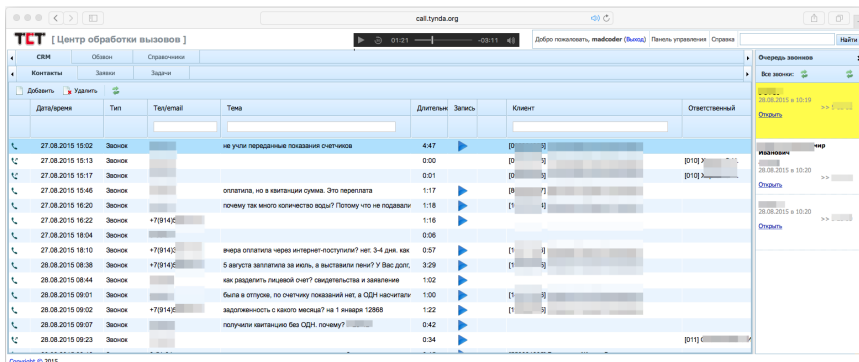 call.tynda.org
ТСТ [ Центр обработки вызовов ]
01:21 -03:11
Добро пожаловать, madcoder (Выход) Панель управления Справка Найти
CRM Обзвон Справочники
Контакты Заявки Задачи
Добавить Удалить
Дата/время Тип Тел/email Тема Длительн Запись Клиент Ответственный
27.08.2015 15:02 Звонок не учли переданные показания счетчиков 4:47
27.08.2015 15:13 Звонок 0:00 [010]
27.08.2015 15:17 Звонок 0:01 [010]
27.08.2015 15:46 Звонок оплатила, но в квитанции сумма. Это переплата 1:17
27.08.2015 16:20 Звонок почему так много количество воды? Потому что не подавали 1:18
27.08.2015 16:22 Звонок +7(914) 1:16
27.08.2015 18:04 Звонок 0:06
27.08.2015 18:10 Звонок +7(914) вчера оплатила через интернет-поступили? нет. 3-4 дня. как 0:57
28.08.2015 08:38 Звонок +7(914) 5 августа заплатила за июль, а выставили пени? У Вас долг, 3:29
28.08.2015 08:44 Звонок как разделить лицевой счет? свидетельства и заявление 1:02
28.08.2015 09:01 Звонок была в отпуске, по счетчику показаний нет, а ОДН насчитали 1:00
28.08.2015 09:02 Звонок +7(914) задолженность с какого месяца? на 1 января 12868 1:22
28.08.2015 09:07 Звонок получили квитанцию без ОДН. почему? 0:42
28.08.2015 09:23 Звонок 0:34 [011]
Copyright © 2015
Очередь звонков
Все звонки:
28.08.2015 в 10:19 >>
Открыть
Иванович
28.08.2015 в 10:20 >>
Открыть
28.08.2015 в 10:20 >>
Открыть